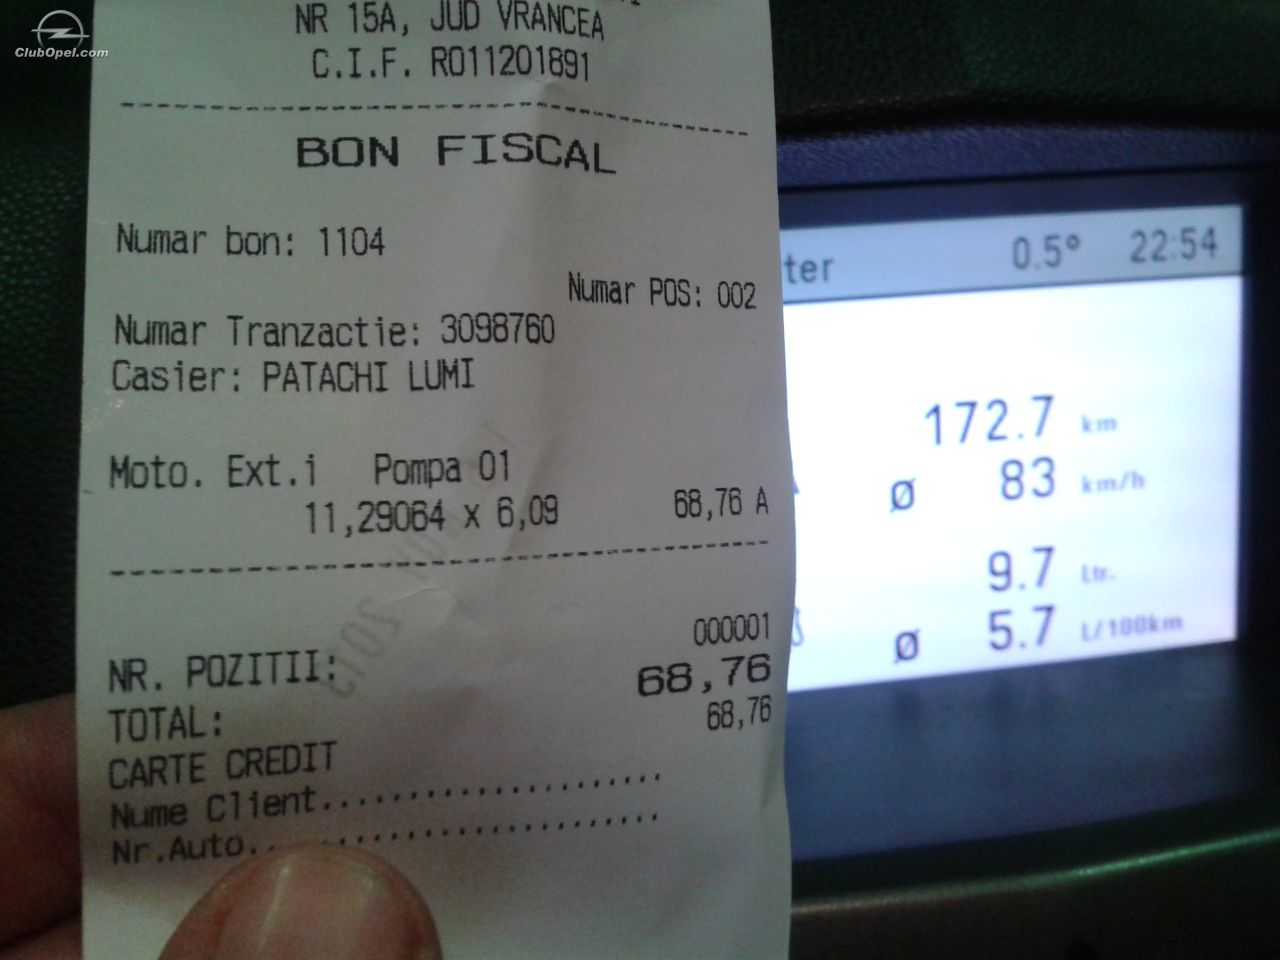 ClubOpel.com
NR 15A, JUD VRANCEA
C.I.F. RO11201891
BON FISCAL
Numar bon: 1104
Numar POS: 002
Numar Tranzactie: 3098760
Casier: PATACHI LUMI
Moto. Ext.i Pompa 01
11,29064 x 6,09 68,76 A
000001
NR. POZITII: 68,76
TOTAL: 68,76
CARTE CREDIT
Nume Client.....................
Nr.Auto..........................
ter 0.5° 22:54
172.7 km
Ø 83 km/h
9.7 Ltr.
Ø 5.7 L/100km